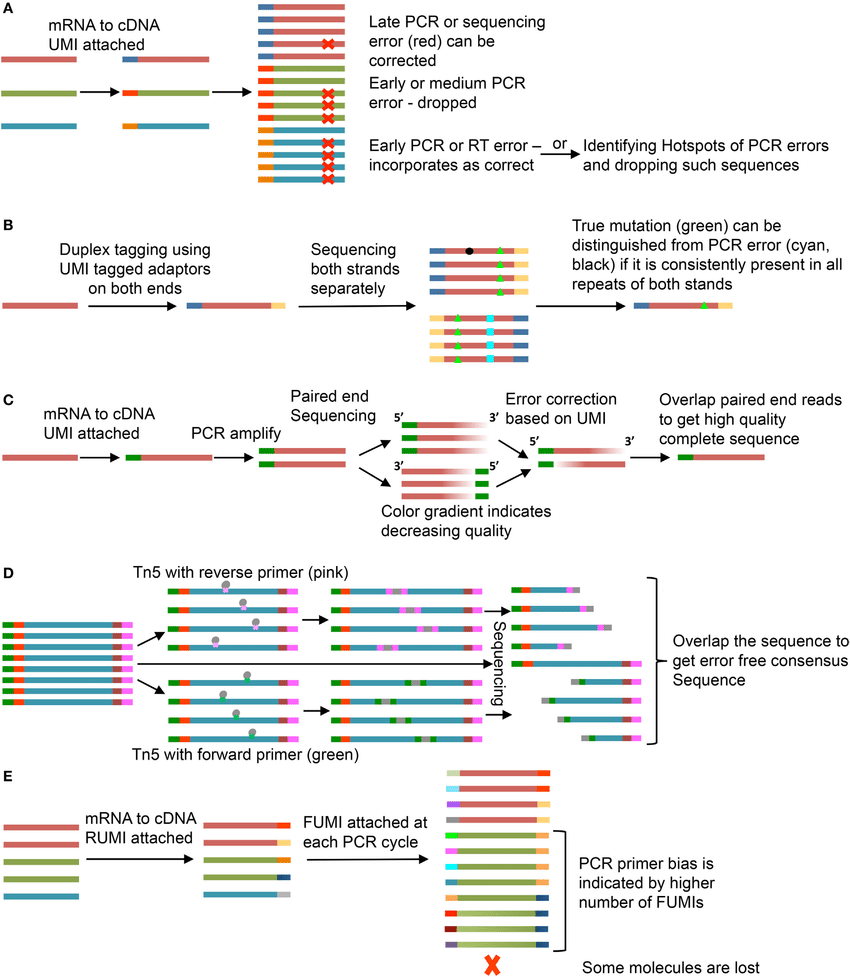 A
mRNA to cDNA
UMI attached
Late PCR or sequencing
error (red) can be
corrected
Early or medium PCR
error - dropped
Early PCR or RT error –
incorporates as correct
or
Identifying Hotspots of PCR errors
and dropping such sequences
B
Duplex tagging using
UMI tagged adaptors
on both ends
Sequencing
both strands
separately
True mutation (green) can be
distinguished from PCR error (cyan,
black) if it is consistently present in all
repeats of both stands
C
mRNA to cDNA
UMI attached
PCR amplify
Paired end
Sequencing
5’ 3’
3’ 5’
Color gradient indicates
decreasing quality
Error correction
based on UMI
5’ 3’
Overlap paired end reads
to get high quality
complete sequence
D
Tn5 with reverse primer (pink)
Tn5 with forward primer (green)
Sequencing
Overlap the sequence to
get error free consensus
Sequence
E
mRNA to cDNA
RUMI attached
FUMI attached at
each PCR cycle
PCR primer bias is
indicated by higher
number of FUMIs
Some molecules are lost